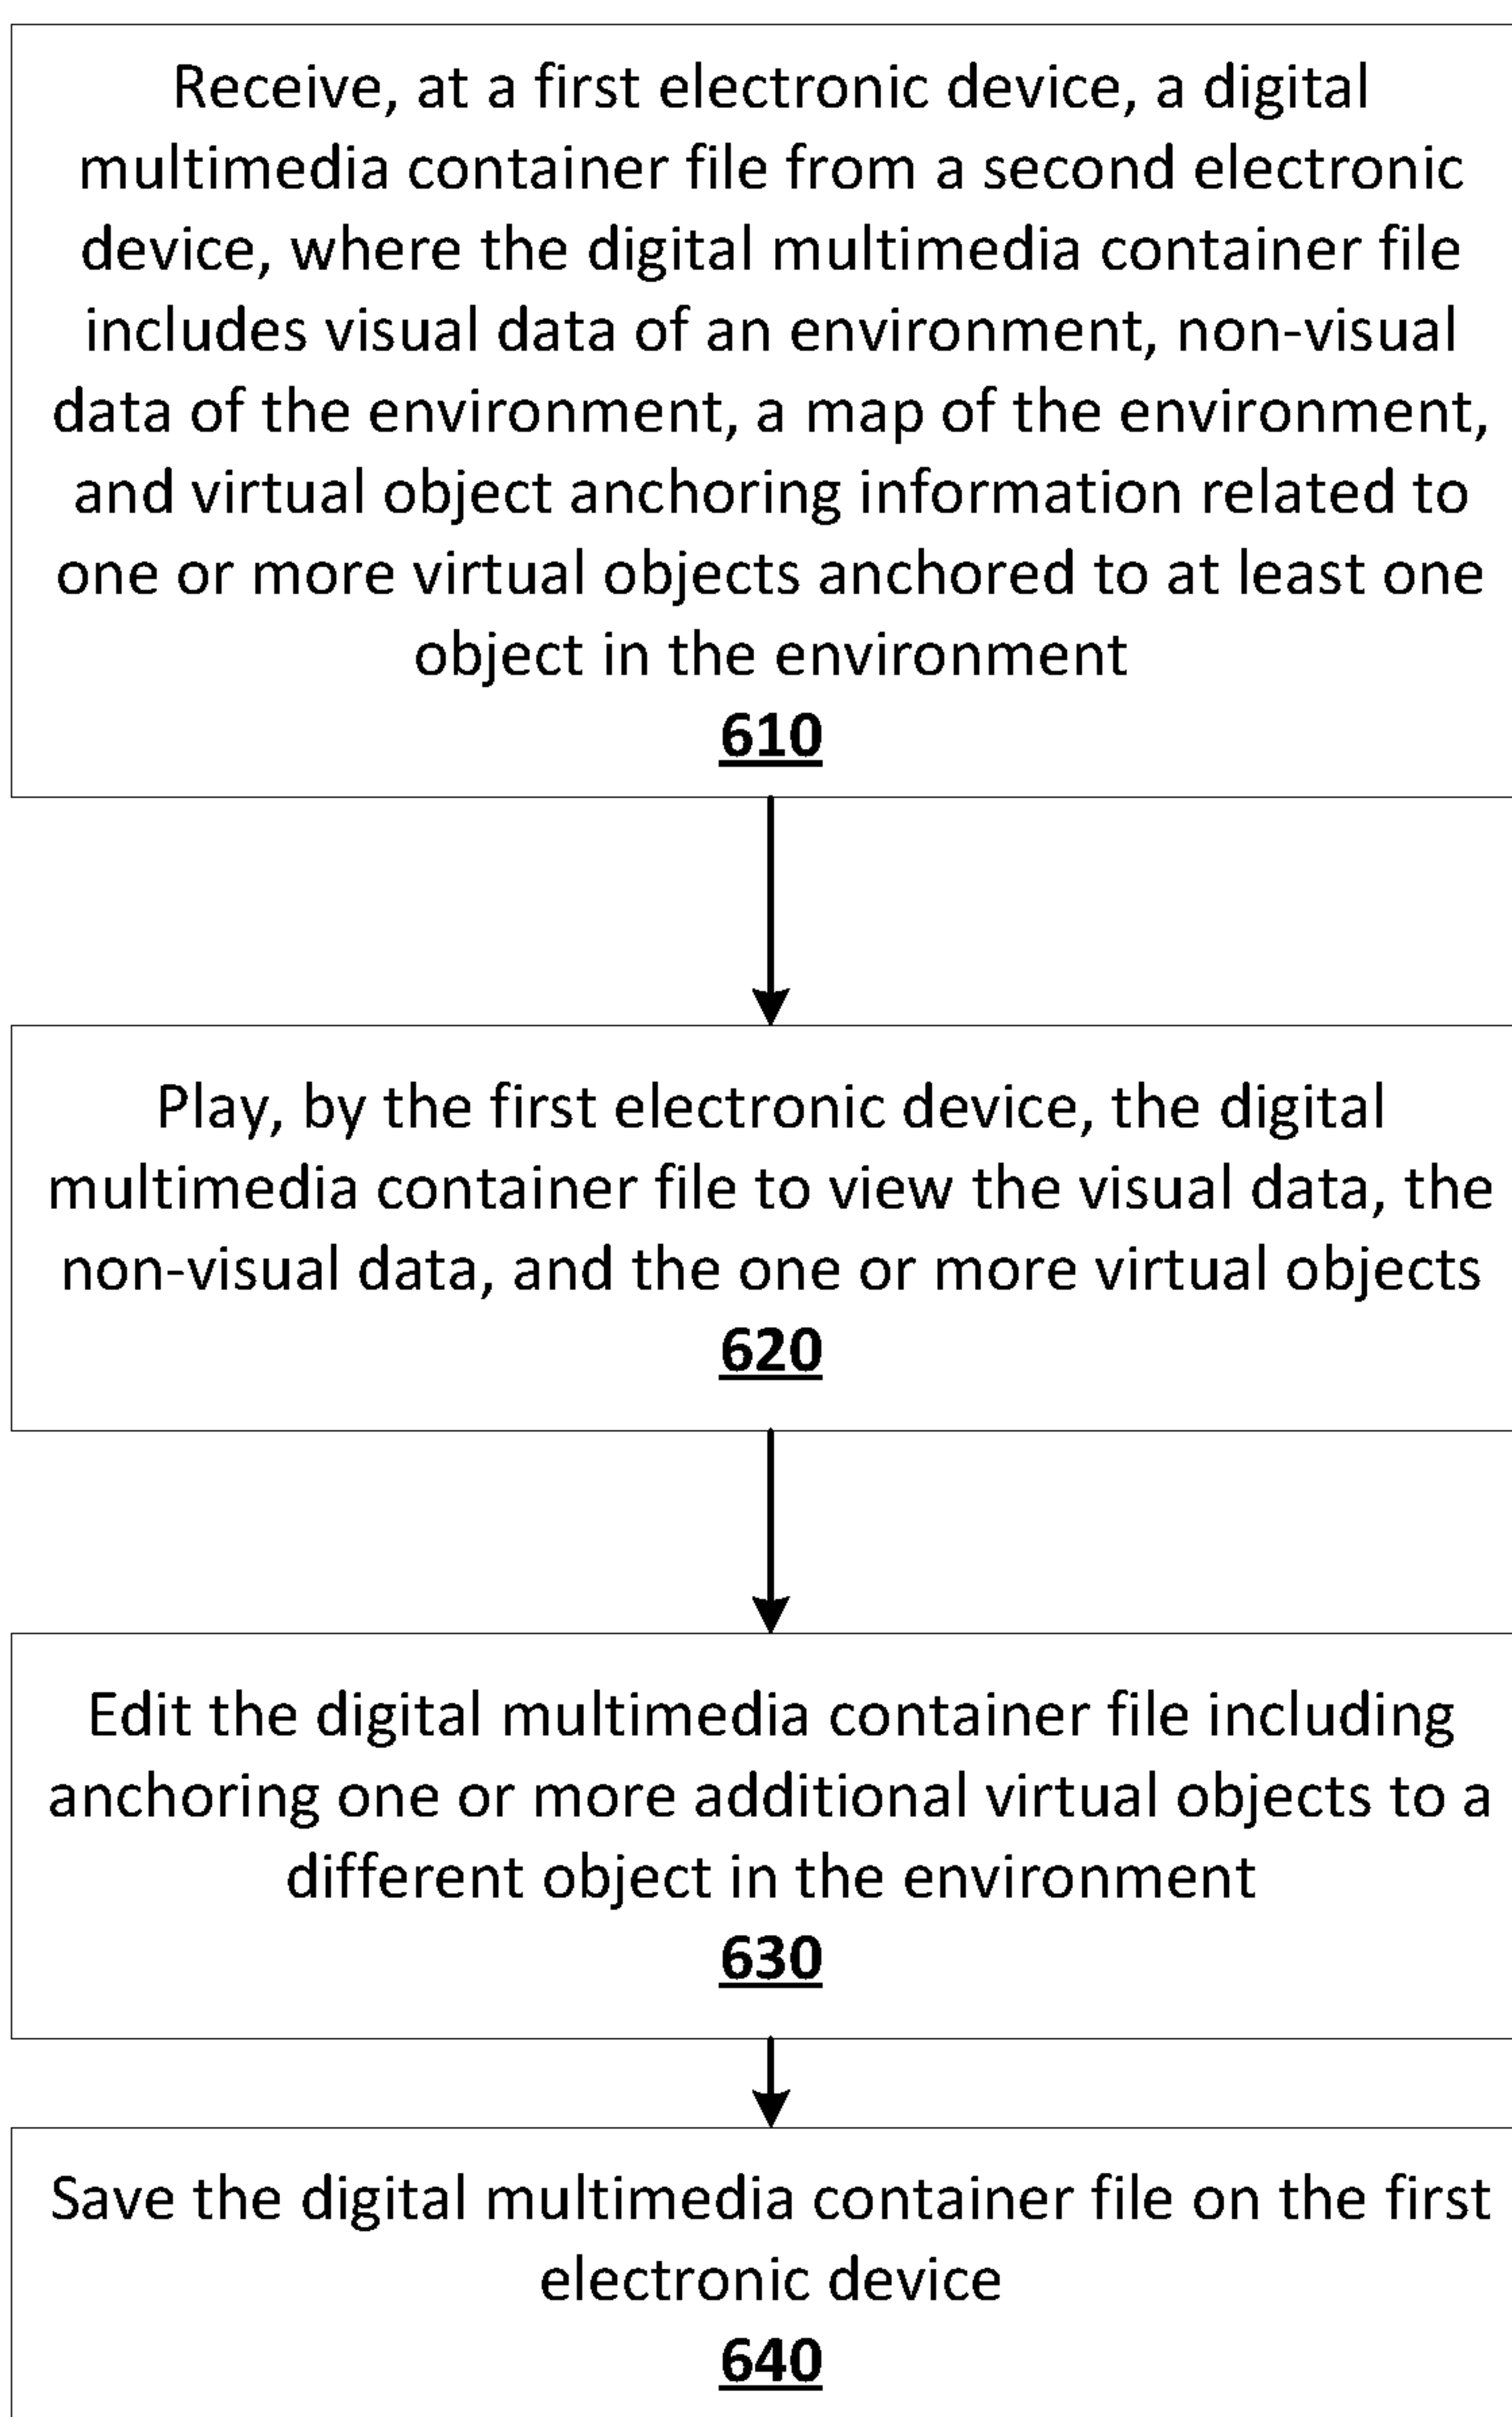 Receive, at a first electronic device, a digital
multimedia container file from a second electronic
device, where the digital multimedia container file
includes visual data of an environment, non-visual
data of the environment, a map of the environment,
and virtual object anchoring information related to
one or more virtual objects anchored to at least one
object in the environment
610
Play, by the first electronic device, the digital
multimedia container file to view the visual data, the
non-visual data, and the one or more virtual objects
620
Edit the digital multimedia container file including
anchoring one or more additional virtual objects to a
different object in the environment
630
Save the digital multimedia container file on the first
electronic device
640